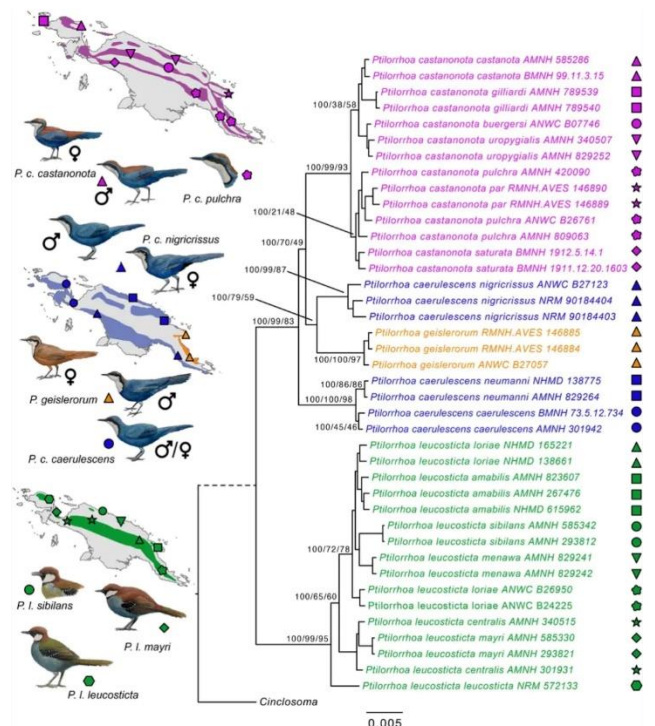 P. c. castanonota
♀
♂
P. c. pulchra
♂
P. c. nigricrissus
♀
♀
P. geislerorum
♂
P. c. caerulescens
♂/♀
P. l. sibilans
P. l. mayri
P. l. leucosticta
Ptilorrhoa castanonota castanota AMNH 585286
Ptilorrhoa castanonota castanota BMNH 99.11.3.15
Ptilorrhoa castanonota gilliardi AMNH 789539
Ptilorrhoa castanonota gilliardi AMNH 789540
Ptilorrhoa castanonota buergersi ANWC B07746
Ptilorrhoa castanonota uropygialis AMNH 340507
Ptilorrhoa castanonota uropygialis AMNH 829252
Ptilorrhoa castanonota pulchra AMNH 420090
Ptilorrhoa castanonota par RMNH.AVES 146890
Ptilorrhoa castanonota par RMNH.AVES 146889
Ptilorrhoa castanonota pulchra ANWC B26761
Ptilorrhoa castanonota pulchra AMNH 809063
Ptilorrhoa castanonota saturata BMNH 1912.5.14.1
Ptilorrhoa castanonota saturata BMNH 1911.12.20.1603
Ptilorrhoa caerulescens nigricrissus ANWC B27123
Ptilorrhoa caerulescens nigricrissus NRM 90184404
Ptilorrhoa caerulescens nigricrissus NRM 90184403
Ptilorrhoa geislerorum RMNH.AVES 146885
Ptilorrhoa geislerorum RMNH.AVES 146884
Ptilorrhoa geislerorum ANWC B27057
Ptilorrhoa caerulescens neumanni NHMD 138775
Ptilorrhoa caerulescens neumanni AMNH 829264
Ptilorrhoa caerulescens caerulescens BMNH 73.5.12.734
Ptilorrhoa caerulescens caerulescens AMNH 301942
Ptilorrhoa leucosticta loriae NHMD 165221
Ptilorrhoa leucosticta loriae NHMD 138661
Ptilorrhoa leucosticta amabilis AMNH 823607
Ptilorrhoa leucosticta amabilis AMNH 267476
Ptilorrhoa leucosticta amabilis NHMD 615962
Ptilorrhoa leucosticta sibilans AMNH 585342
Ptilorrhoa leucosticta sibilans AMNH 293812
Ptilorrhoa leucosticta menawa AMNH 829241
Ptilorrhoa leucosticta menawa AMNH 829242
Ptilorrhoa leucosticta loriae ANWC B26950
Ptilorrhoa leucosticta loriae ANWC B24225
Ptilorrhoa leucosticta centralis AMNH 340515
Ptilorrhoa leucosticta mayri AMNH 585330
Ptilorrhoa leucosticta mayri AMNH 293821
Ptilorrhoa leucosticta centralis AMNH 301931
Ptilorrhoa leucosticta leucosticta NRM 572133
Cinclosoma
100/38/58
100/99/93
100/21/48
100/70/49
100/99/87
100/79/59
100/99/83
100/100/97
100/86/86
100/100/98
100/45/46
100/72/78
100/65/60
100/99/95
0.005